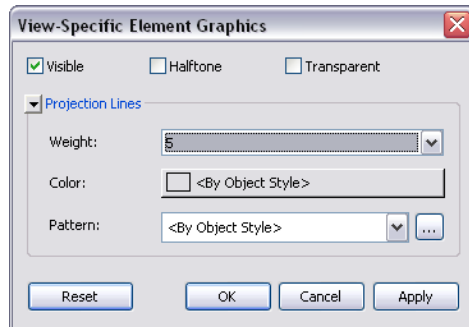 View-Specific Element Graphics
Visible Halftone Transparent
Projection Lines
Weight: 5
Color: <By Object Style>
Pattern: <By Object Style> ...
Reset OK Cancel Apply